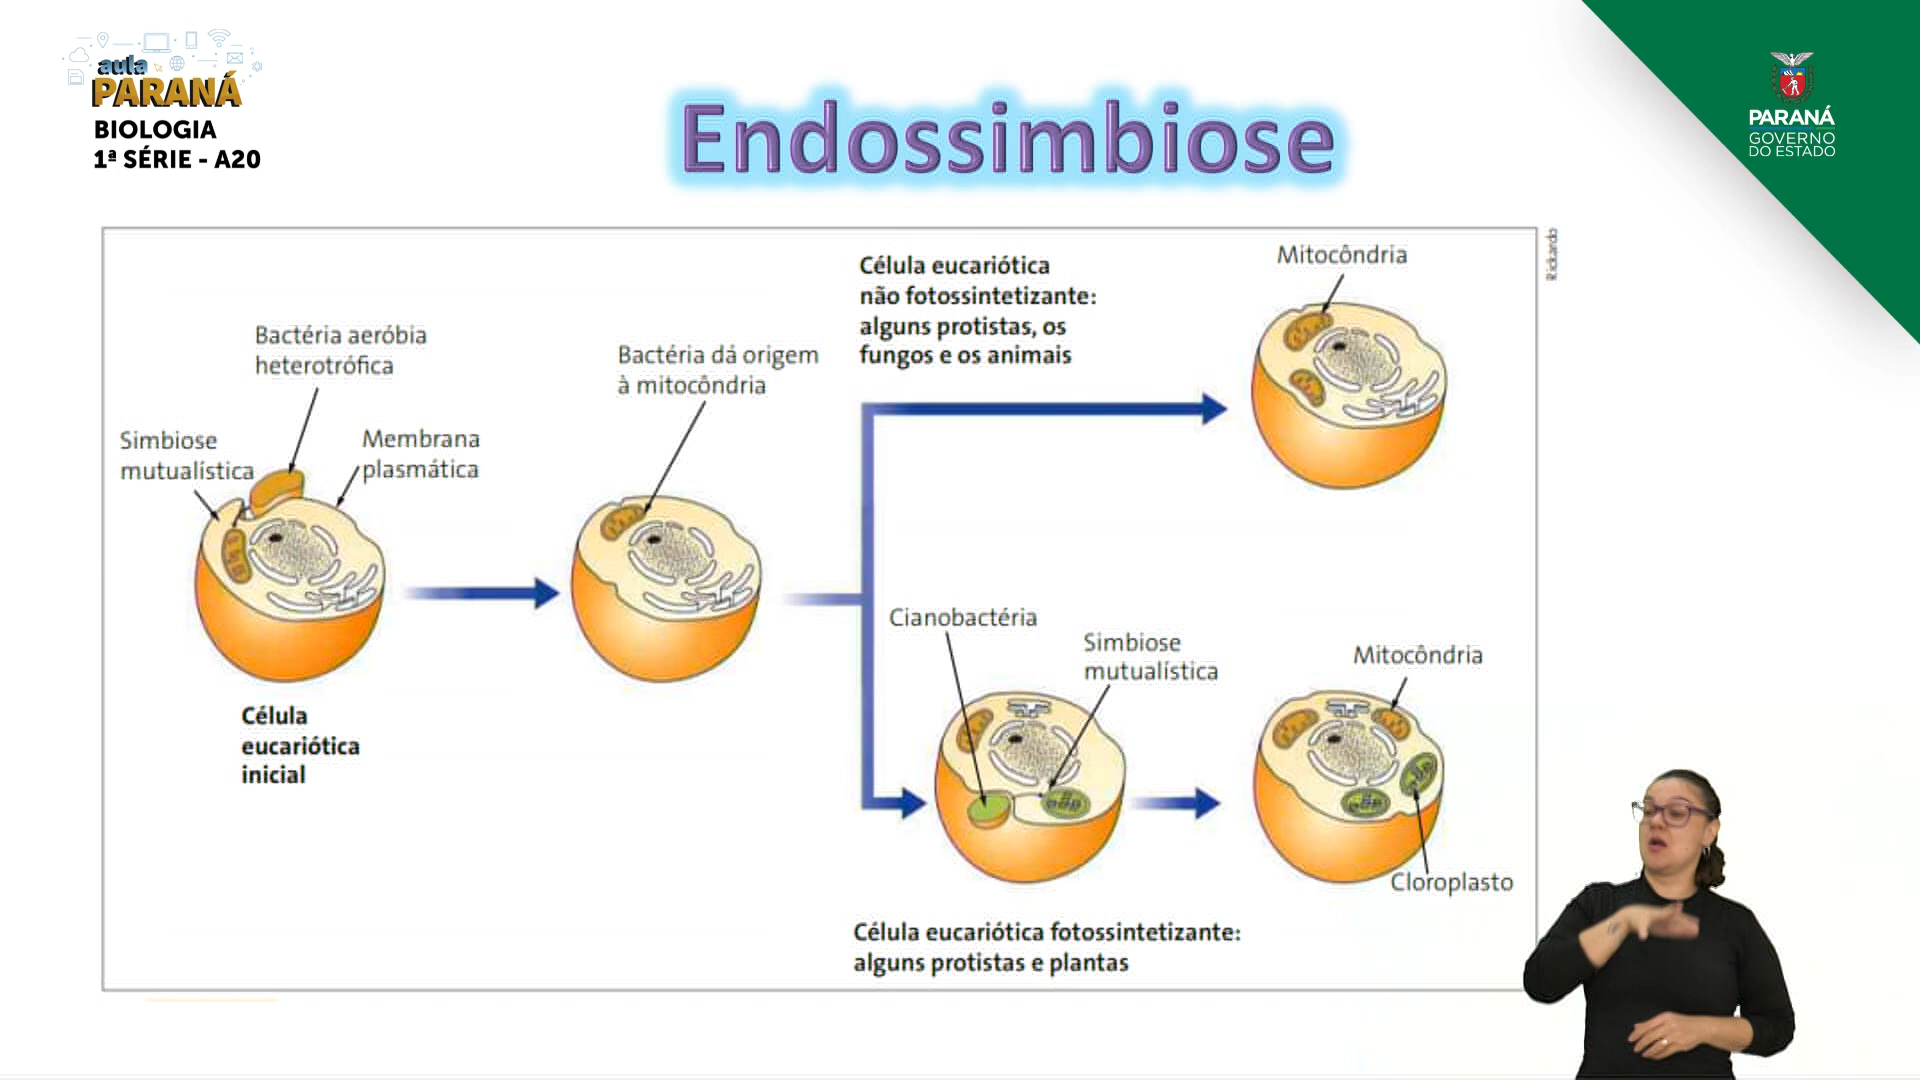 aula
PARANÁ
BIOLOGIA
1ª SÉRIE - A20
Endossimbiose
PARANÁ
GOVERNO
DO ESTADO
Rickardo
Bactéria aeróbia
heterotrófica
Simbiose
mutualística
Membrana
plasmática
Célula
eucariótica
inicial
Bactéria dá origem
à mitocôndria
Célula eucariótica
não fotossintetizante:
alguns protistas, os
fungos e os animais
Mitocôndria
Cianobactéria
Simbiose
mutualística
Mitocôndria
Cloroplasto
Célula eucariótica fotossintetizante:
alguns protistas e plantas